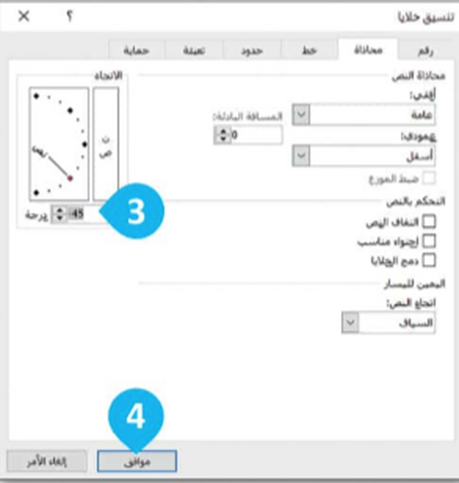 تنسيق خلايا
؟
رقم محاذاة خط حدود تعبئة حماية
محاذاة النص
أفقي:
عامة
المسافة البادئة:
0
عمودي:
أسفل
ضبط الموزع
التحكم بالنص
التفاف النص
احتواء مناسب
دمج الخلايا
اليمين لليسار
اتجاه النص:
السياق
الاتجاه
ن
ص
نص
45 درجة
3
4
موافق
إلغاء الأمر